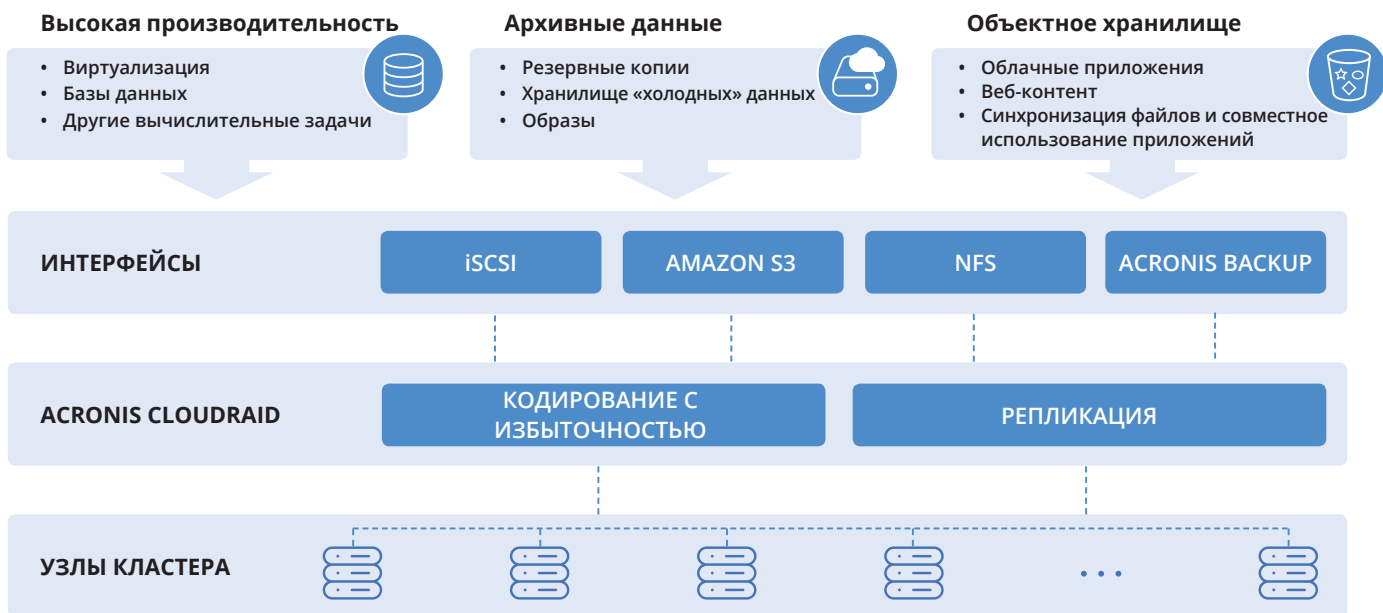 Высокая производительность
• Виртуализация
• Базы данных
• Другие вычислительные задачи
Архивные данные
• Резервные копии
• Хранилище «холодных» данных
• Образы
Объектное хранилище
• Облачные приложения
• Веб-контент
• Синхронизация файлов и совместное
использование приложений
ИНТЕРФЕЙСЫ
iSCSI
AMAZON S3
NFS
ACRONIS BACKUP
ACRONIS CLOUDRAID
КОДИРОВАНИЕ С
ИЗБЫТОЧНОСТЬЮ
РЕПЛИКАЦИЯ
УЗЛЫ КЛАСТЕРА
...